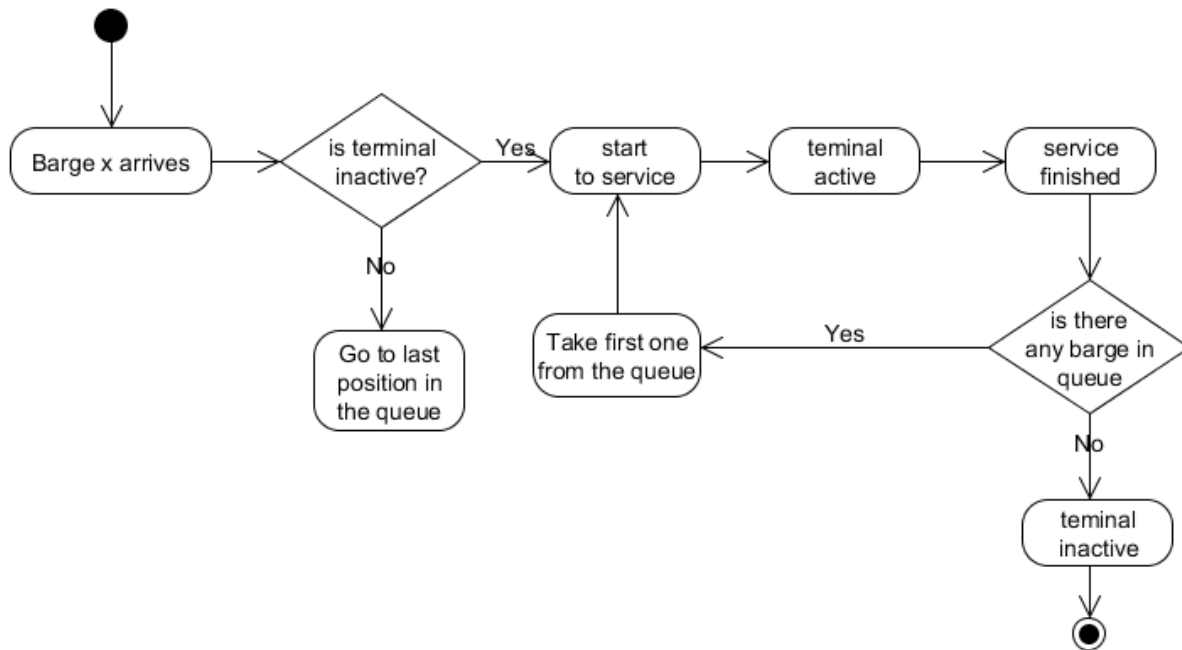 Barge x arrives
is terminal
inactive?
Yes
start
to service
teminal
active
service
finished
No
Go to last
position in
the queue
Take first one
from the queue
Yes
is there
any barge in
queue
No
teminal
inactive